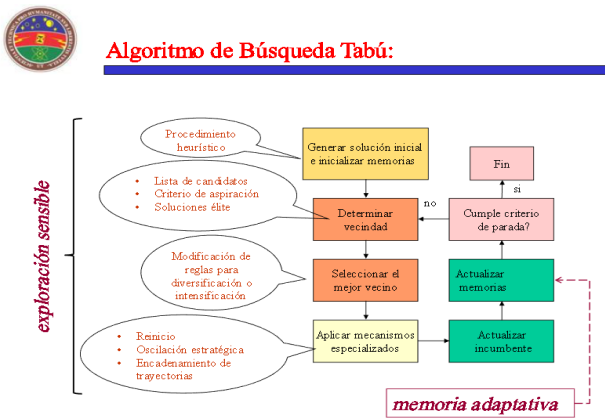 Algoritmo de Búsqueda Tabú:
exploración sensible
Procedimiento
heurístico
Generar solución inicial
e inicializar memorias
• Lista de candidatos
• Criterio de aspiración
• Soluciones élite
Determinar
vecindad
no
Cumple criterio
de parada?
si
Fin
Modificación de
reglas para
diversificación o
intensificación
Seleccionar el
mejor vecino
Actualizar
memorias
• Reinicio
• Oscilación estratégica
• Encadenamiento de
trayectorias
Aplicar mecanismos
especializados
Actualizar
incumbente
memoria adaptativa